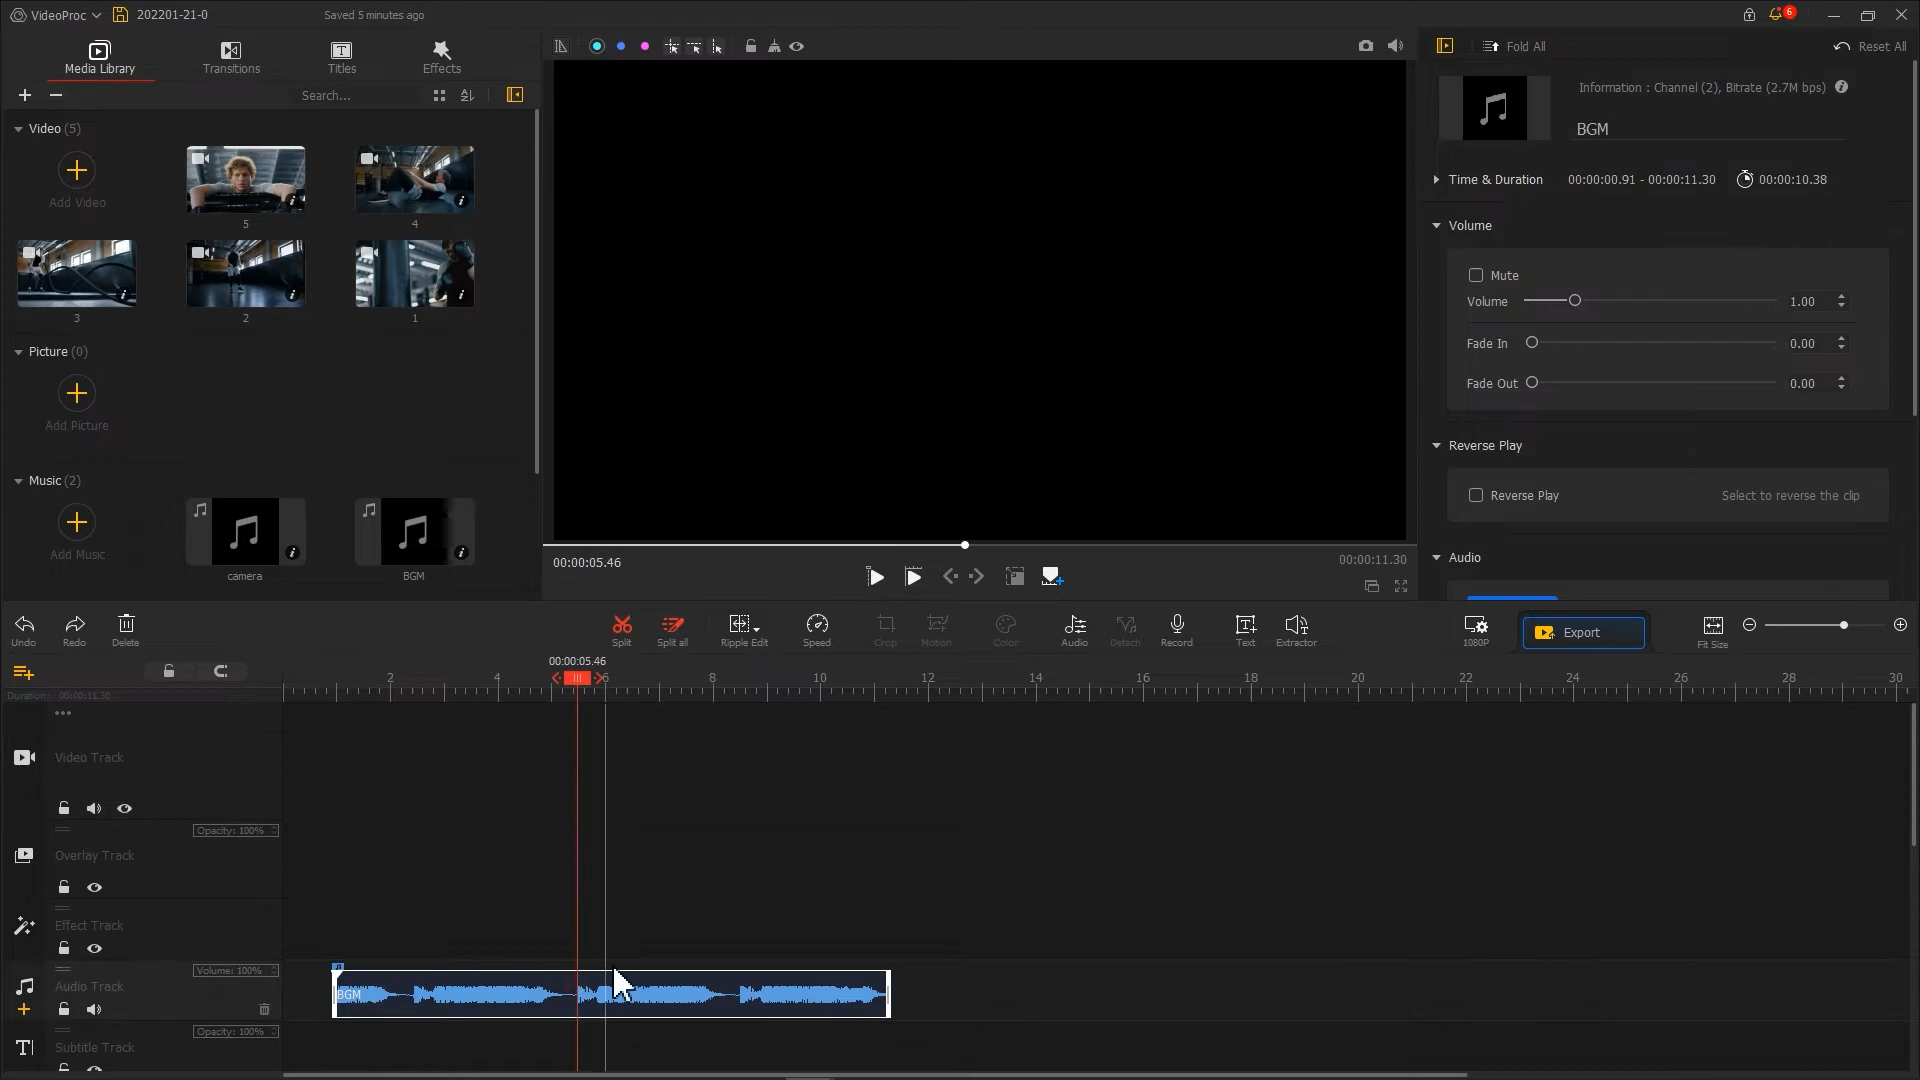 VideoProc
202201-21-0
Saved 5 minutes ago
6
Media Library
Transitions
Titles
Effects
Fold All
Reset All
Search...
Information : Channel (2), Bitrate (2.7M bps)
BGM
Video (5)
Add Video
5
4
3
2
1
Time & Duration
00:00:00.91 - 00:00:11.30
00:00:10.38
Volume
Mute
Volume
1.00
Fade In
0.00
Fade Out
0.00
Picture (0)
Add Picture
Reverse Play
Reverse Play
Select to reverse the clip
Music (2)
Add Music
camera
BGM
Audio
00:00:05.46
00:00:11.30
Undo
Redo
Delete
Split
Split all
Ripple Edit
Speed
Crop
Motion
Color
Audio
Detach
Record
Text
Extractor
1080P
Export
Fit Size
00:00:05.46
2
4
6
8
10
12
14
16
18
20
22
24
26
28
30
Duration: 00:00:11.30
Video Track
Opacity: 100%
Overlay Track
Effect Track
Volume: 100%
Audio Track
BGM
Opacity: 100%
Subtitle Track